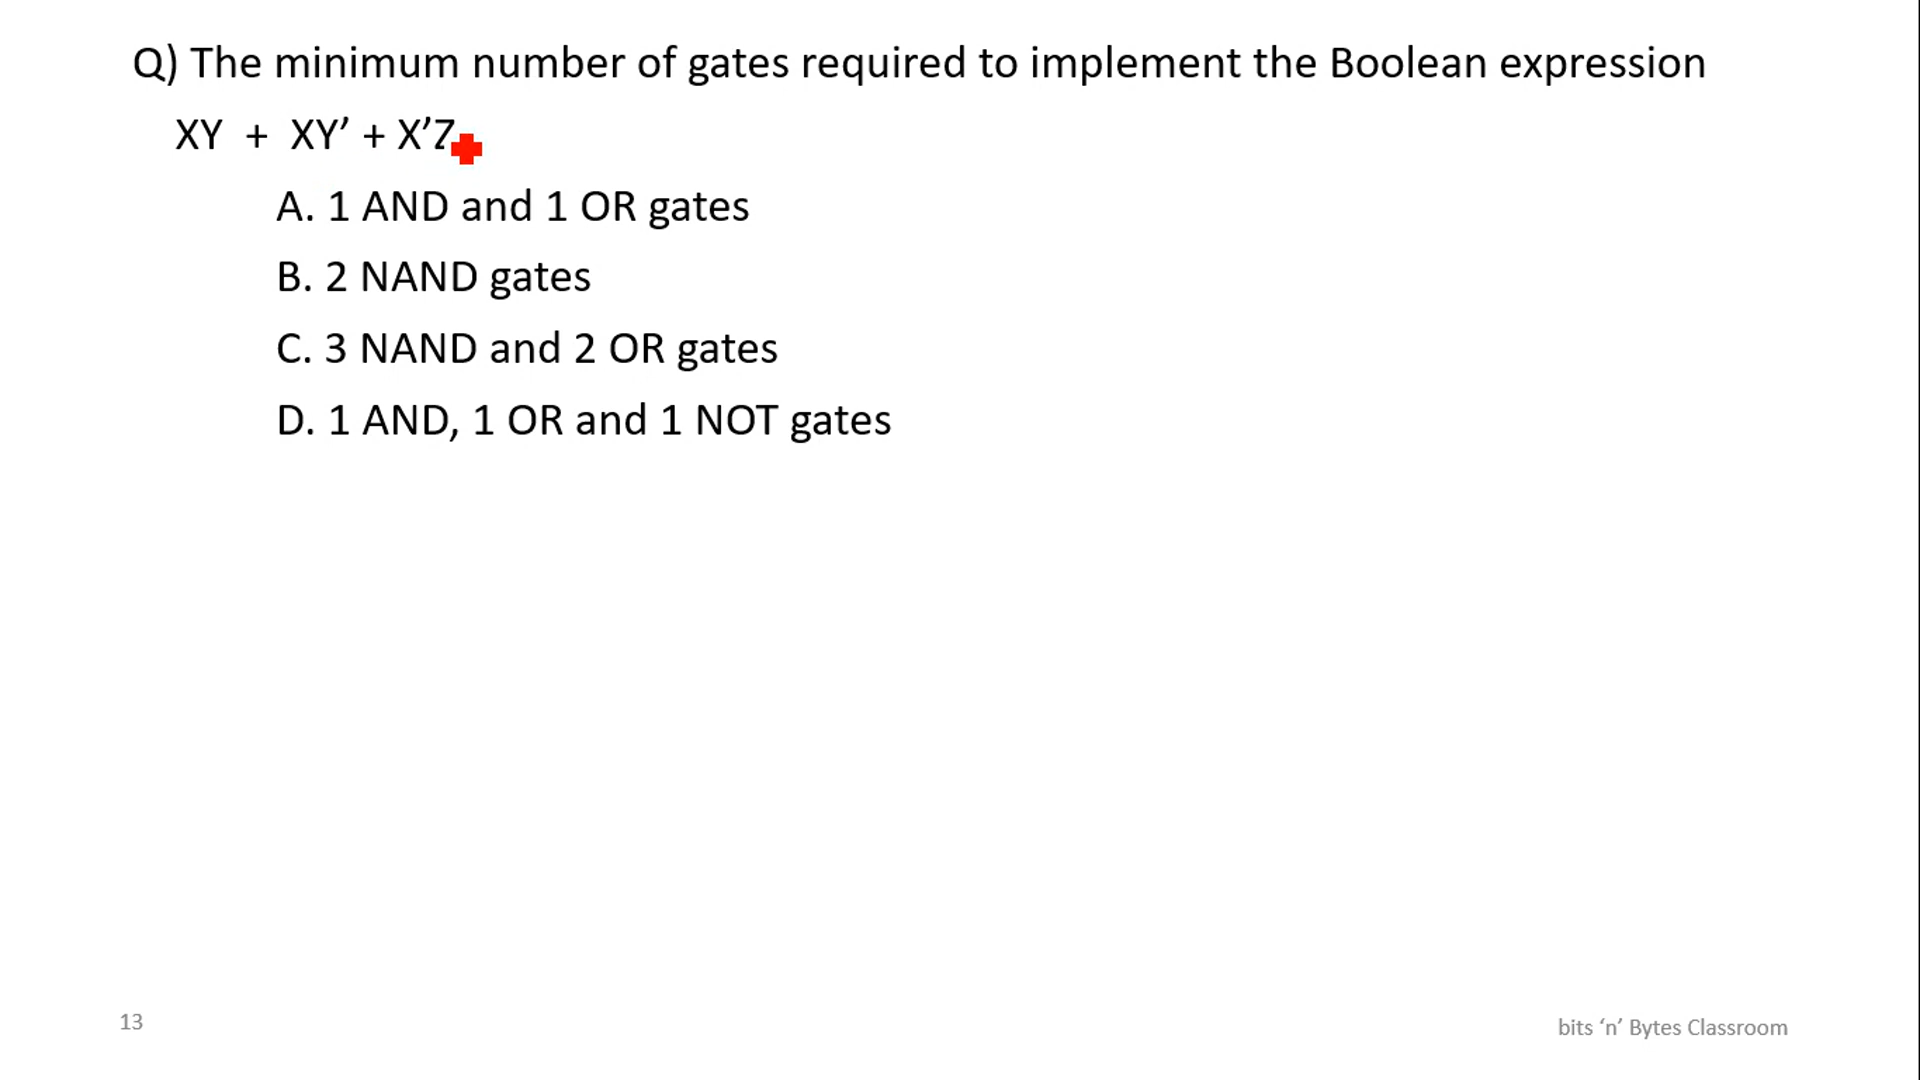 Q) The minimum number of gates required to implement the Boolean expression
XY + XY’ + X’Z
A. 1 AND and 1 OR gates
B. 2 NAND gates
C. 3 NAND and 2 OR gates
D. 1 AND, 1 OR and 1 NOT gates
13
bits ‘n’ Bytes Classroom